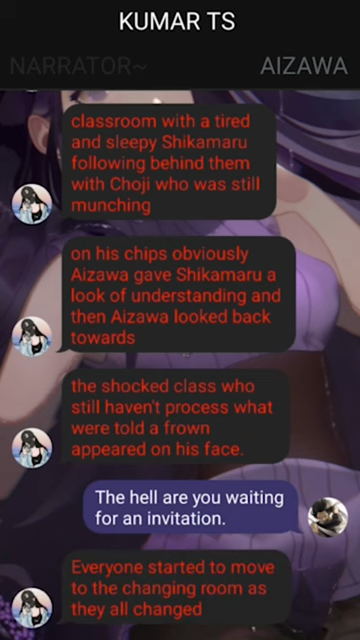 KUMAR TS
NARRATOR~ AIZAWA
classroom with a tired
and sleepy Shikamaru
following behind them
with Choji who was still
munching
on his chips obviously
Aizawa gave Shikamaru a
look of understanding and
then Aizawa looked back
towards
the shocked class who
still haven't process what
were told a frown
appeared on his face.
The hell are you waiting
for an invitation.
Everyone started to move
to the changing room as
they all changed